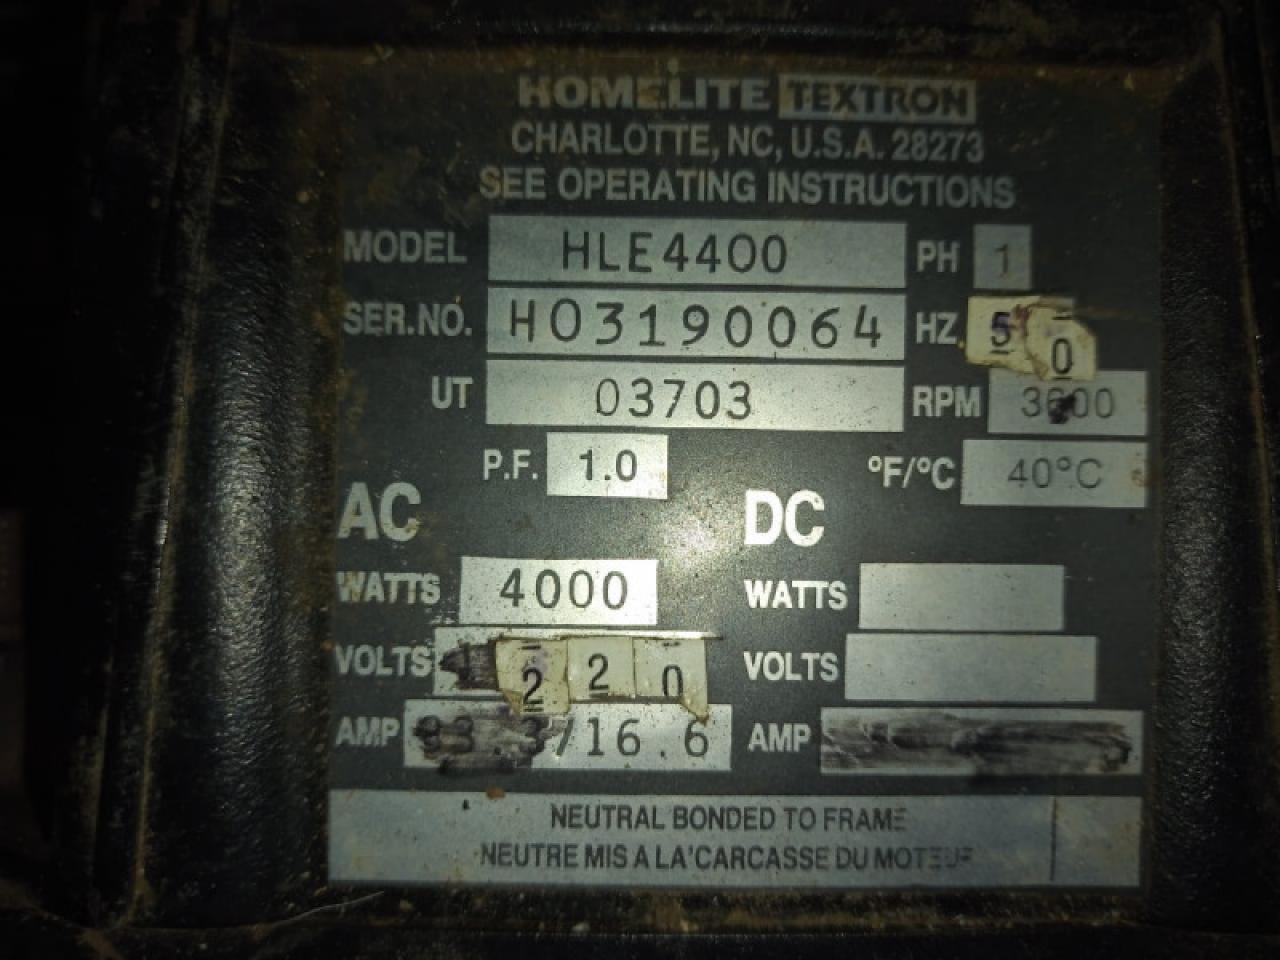 HOMELITE TEXTRON
CHARLOTTE, NC, U.S.A. 28273
SEE OPERATING INSTRUCTIONS
MODEL HLE4400 PH 1
SER.NO. H03190064 HZ 50
UT 03703 RPM 3600
P.F. 1.0 °F/°C 40°C
AC DC
WATTS 4000 WATTS
VOLTS 220 VOLTS
AMP /16.6 AMP
NEUTRAL BONDED TO FRAME
NEUTRE MIS A LA'CARCASSE DU MOTEUR